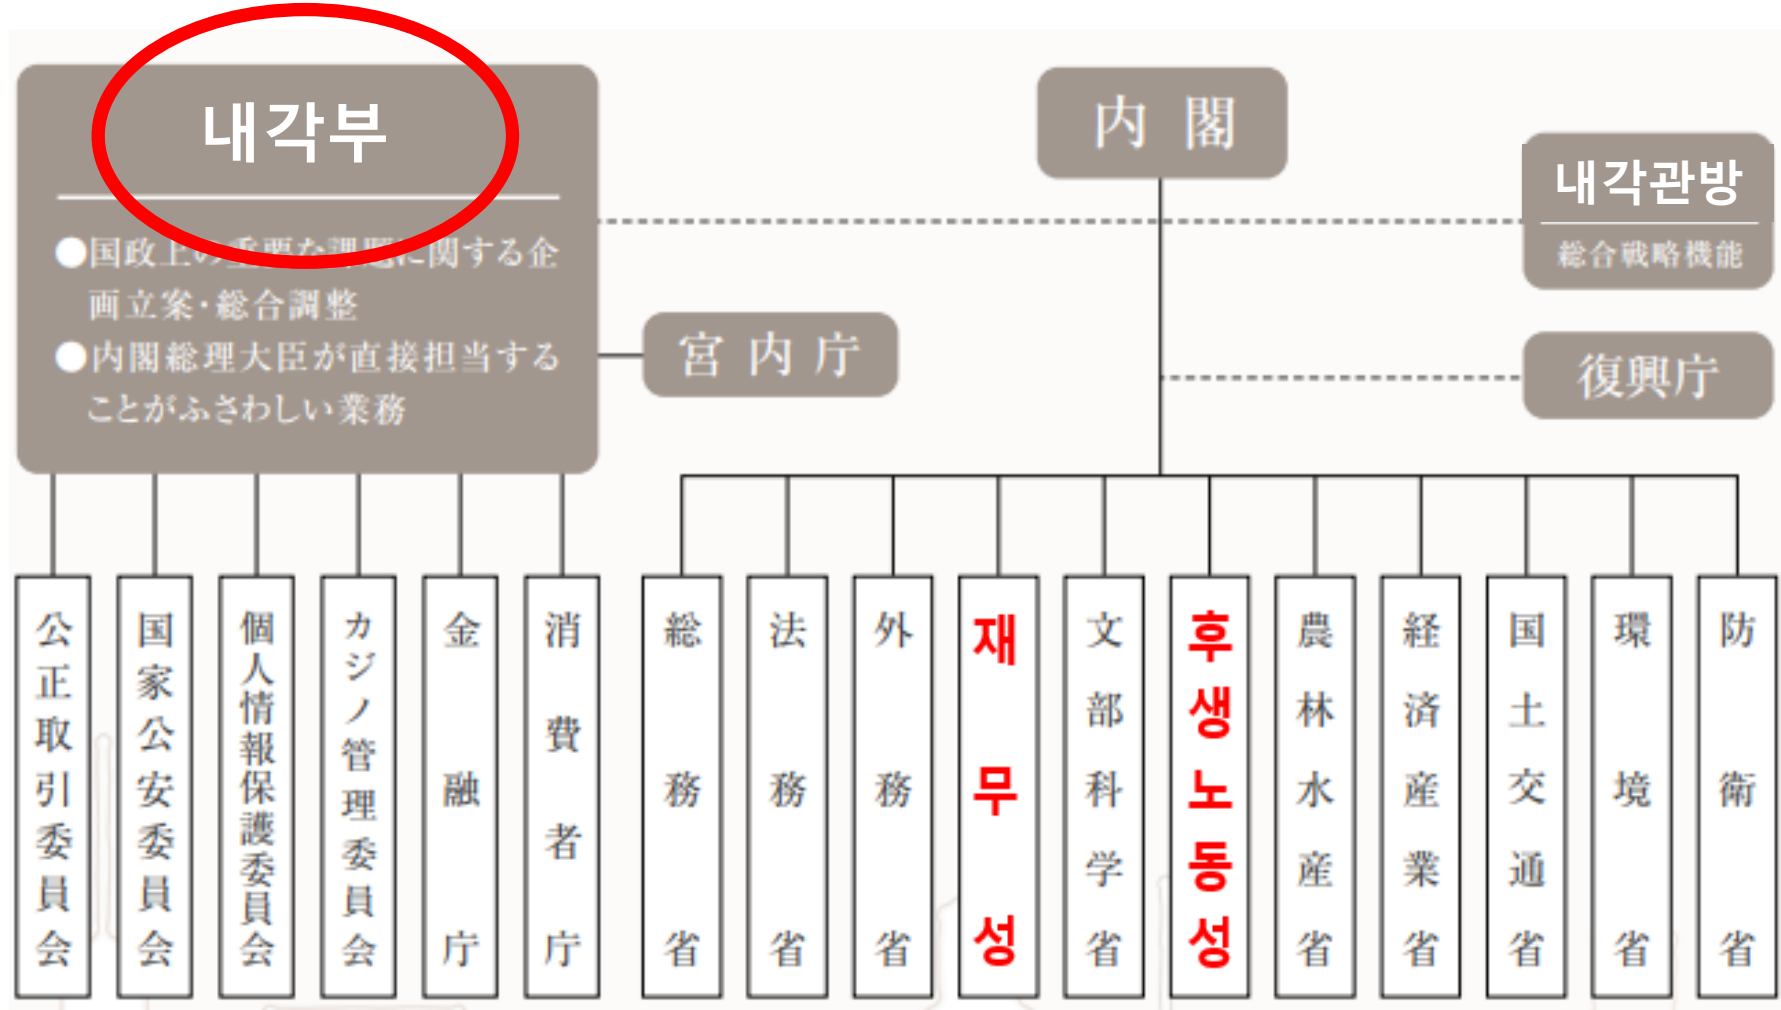 내각부
●国政上の重要な課題に関する企
画立案・総合調整
●内閣総理大臣が直接担当する
ことがふさわしい業務
内閣
내각관방
総合戦略機能
宮内庁
復興庁
公正取引委員会
国家公安委員会
個人情報保護委員会
カジノ管理委員会
金融庁
消費者庁
総務省
法務省
外務省
재무성
文部科学省
후생노동성
農林水産省
経済産業省
国土交通省
環境省
防衛省